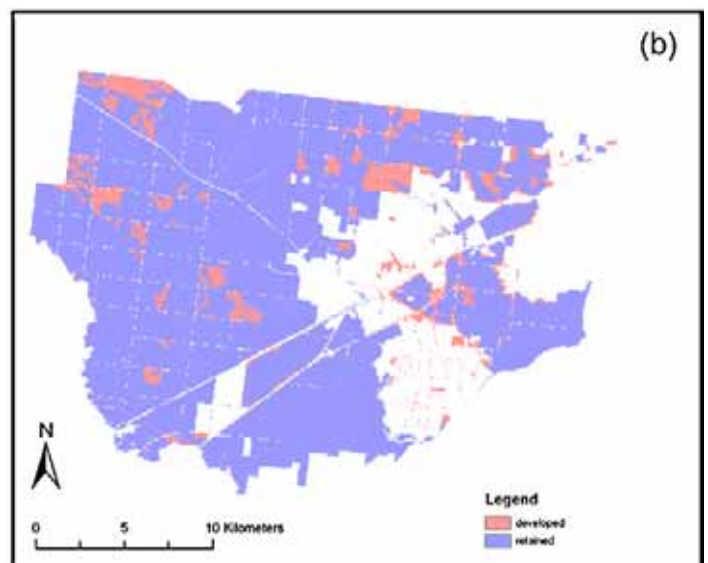 (b)
N
0 5 10 Kilometers
Legend
developed
retained